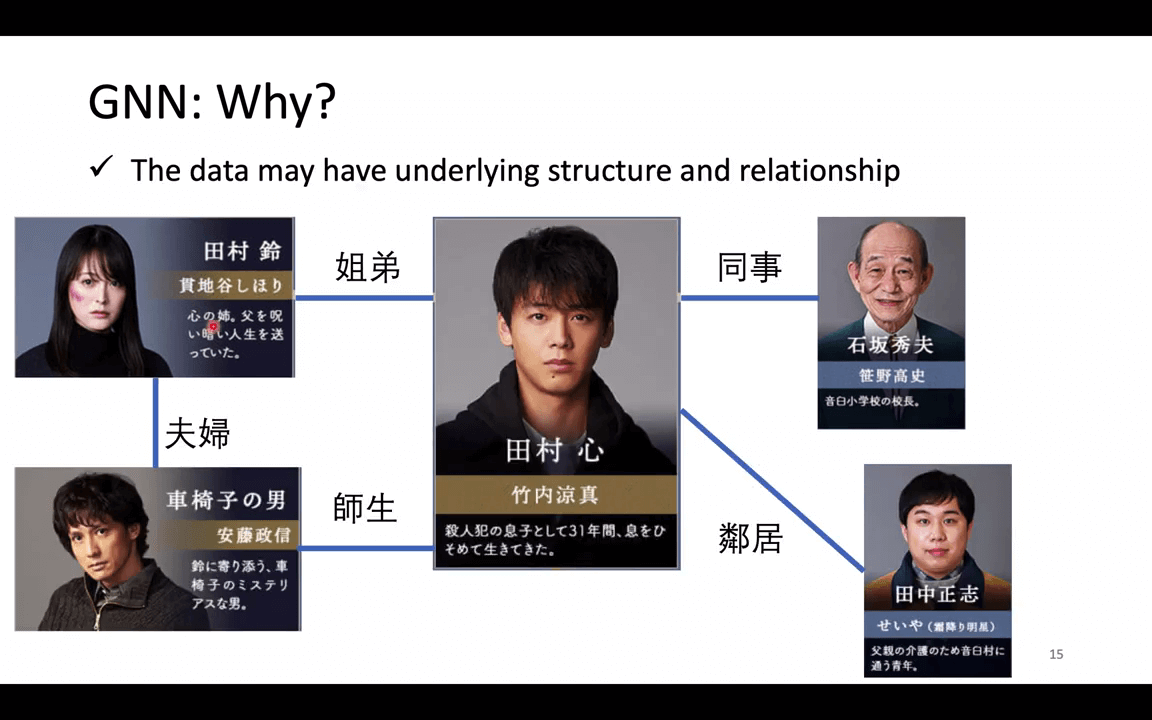 GNN: Why?
✓ The data may have underlying structure and relationship
田村 鈴
貫地谷しほり
心の姉。父を呪
い暗い人生を送
っていた。
姐弟
田村 心
竹内涼真
殺人犯の息子として31年間、息をひ
そめて生きてきた。
同事
石坂秀夫
笹野高史
音臼小学校の校長。
夫婦
車椅子の男
安藤政信
鈴に寄り添う、車
椅子のミステリ
アスな男。
師生
鄰居
田中正志
せいや（霜降り明星）
父親の介護のため音臼村に
通う青年。
15